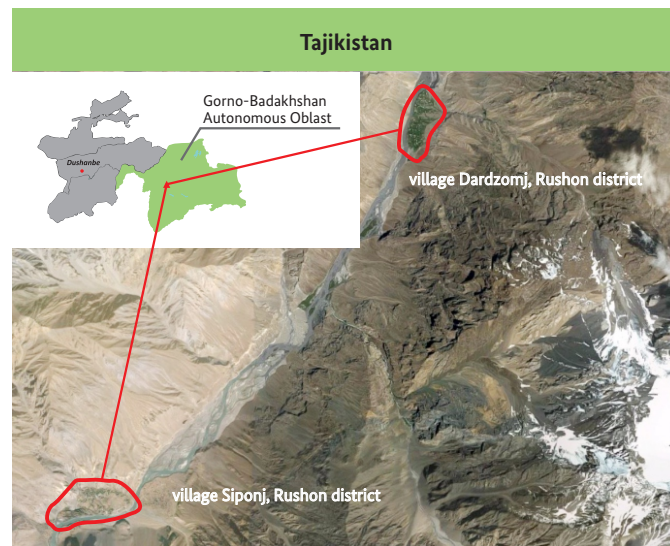 Tajikistan
Gorno-Badakhshan
Autonomous Oblast
Dushanbe
village Dardzomj, Rushon district
village Siponj, Rushon district